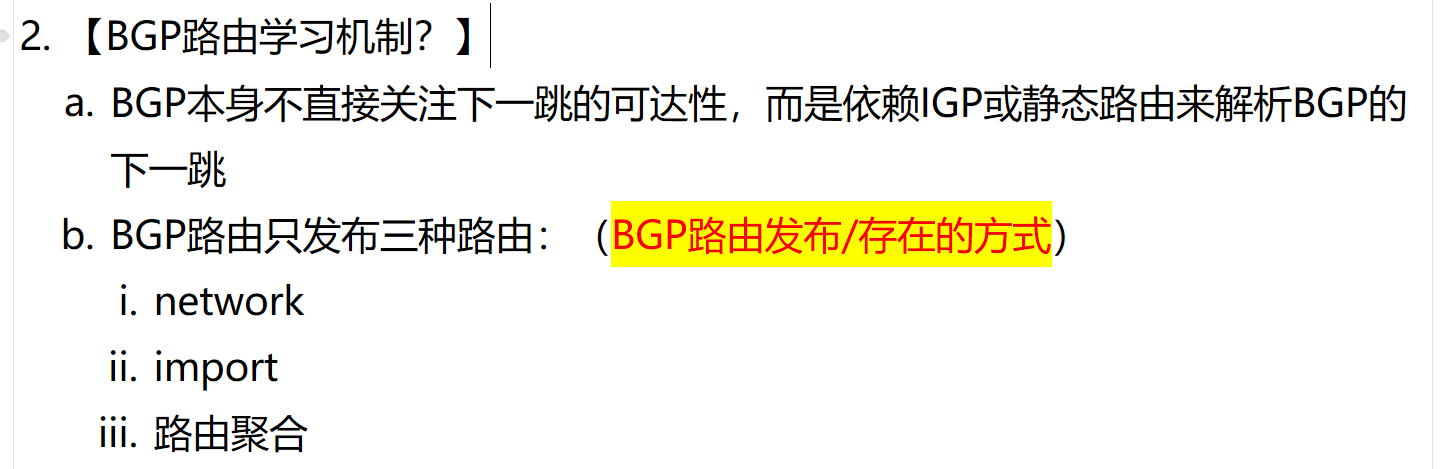 2. 【BGP路由学习机制？】
a. BGP本身不直接关注下一跳的可达性，而是依赖IGP或静态路由来解析BGP的
下一跳
b. BGP路由只发布三种路由：（BGP路由发布/存在的方式）
i. network
ii. import
iii. 路由聚合